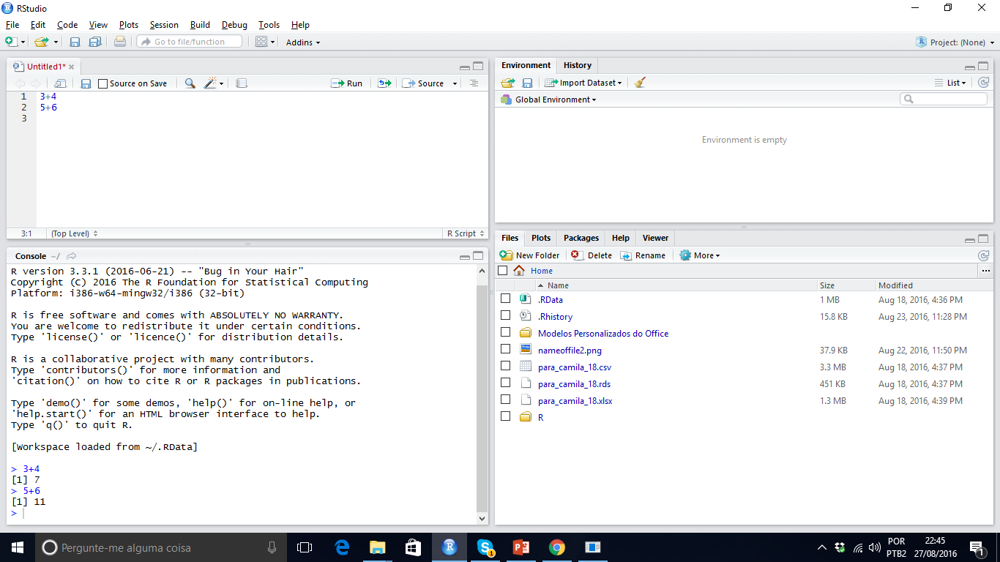 RStudio
File Edit Code View Plots Session Build Debug Tools Help
Go to file/function Addins Project: (None)
Untitled1*
Source on Save Run Source
1 3+4
2 5+6
3
3:1 (Top Level) R Script
Console ~/
R version 3.3.1 (2016-06-21) -- "Bug in Your Hair"
Copyright (C) 2016 The R Foundation for Statistical Computing
Platform: i386-w64-mingw32/i386 (32-bit)
R is free software and comes with ABSOLUTELY NO WARRANTY.
You are welcome to redistribute it under certain conditions.
Type 'license()' or 'licence()' for distribution details.
R is a collaborative project with many contributors.
Type 'contributors()' for more information and
'citation()' on how to cite R or R packages in publications.
Type 'demo()' for some demos, 'help()' for on-line help, or
'help.start()' for an HTML browser interface to help.
Type 'q()' to quit R.
[Workspace loaded from ~/.RData]
> 3+4
[1] 7
> 5+6
[1] 11
>
Environment History
Import Dataset List
Global Environment
Environment is empty
Files Plots Packages Help Viewer
New Folder Delete Rename More
Home ...
Name Size Modified
.RData 1 MB Aug 18, 2016, 4:36 PM
.Rhistory 15.8 KB Aug 23, 2016, 11:28 PM
Modelos Personalizados do Office
nameoffile2.png 37.9 KB Aug 22, 2016, 11:50 PM
para_camila_18.csv 3.3 MB Aug 18, 2016, 4:37 PM
para_camila_18.rds 451 KB Aug 18, 2016, 4:37 PM
para_camila_18.xlsx 1.3 MB Aug 18, 2016, 4:39 PM
R
Pergunte-me alguma coisa
POR
PTB2
22:45
27/08/2016
1